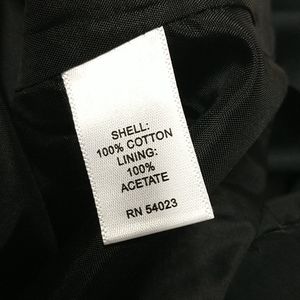 SHELL:
100% COTTON
LINING:
100%
ACETATE
RN 54023